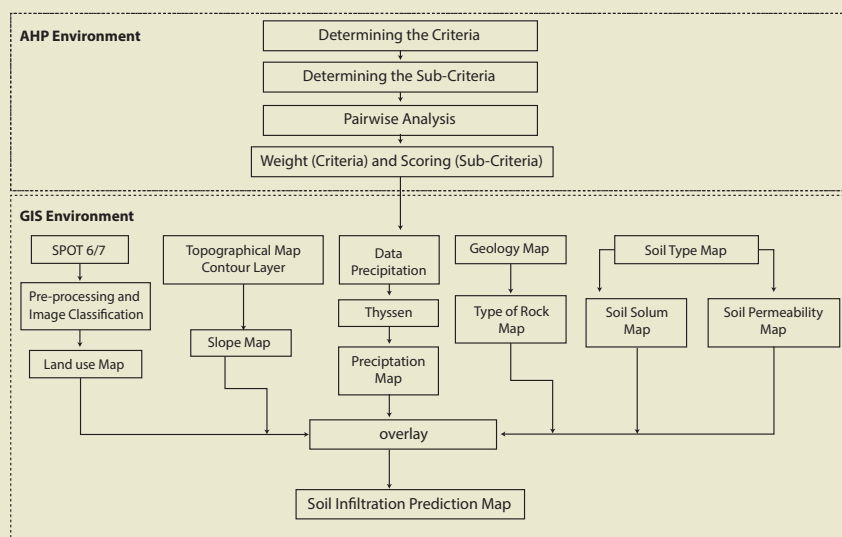 AHP Environment
Determining the Criteria
Determining the Sub-Criteria
Pairwise Analysis
Weight (Criteria) and Scoring (Sub-Criteria)
GIS Environment
SPOT 6/7
Pre-processing and
Image Classification
Land use Map
Topographical Map
Contour Layer
Slope Map
Data
Precipitation
Thyssen
Preciptation
Map
Geology Map
Type of Rock
Map
Soil Type Map
Soil Solum
Map
Soil Permeability
Map
overlay
Soil Infiltration Prediction Map